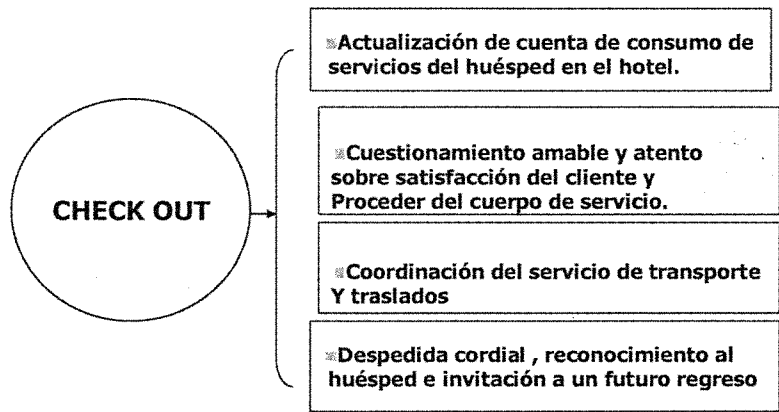 CHECK OUT
Actualización de cuenta de consumo de
servicios del huésped en el hotel.
Cuestionamiento amable y atento
sobre satisfacción del cliente y
Proceder del cuerpo de servicio.
Coordinación del servicio de transporte
Y traslados
Despedida cordial , reconocimiento al
huésped e invitación a un futuro regreso